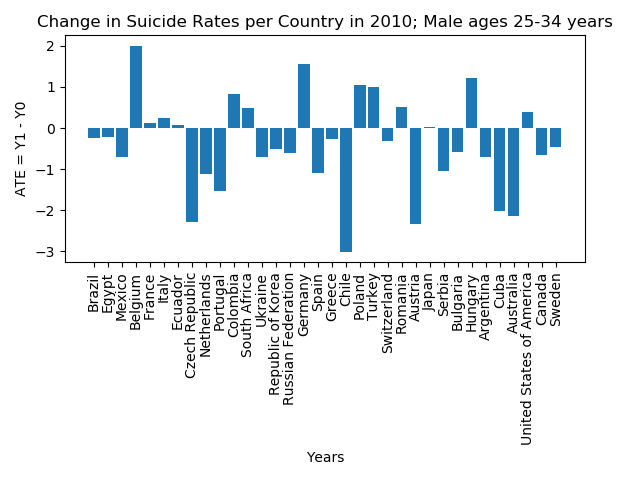 Change in Suicide Rates per Country in 2010; Male ages 25-34 years
ATE = Y1 - Y0
2
1
0
−1
−2
−3
Brazil
Egypt
Mexico
Belgium
France
Italy
Ecuador
Czech Republic
Netherlands
Portugal
Colombia
South Africa
Ukraine
Republic of Korea
Russian Federation
Germany
Spain
Greece
Chile
Poland
Turkey
Switzerland
Romania
Austria
Japan
Serbia
Bulgaria
Hungary
Argentina
Cuba
Australia
United States of America
Canada
Sweden
Years